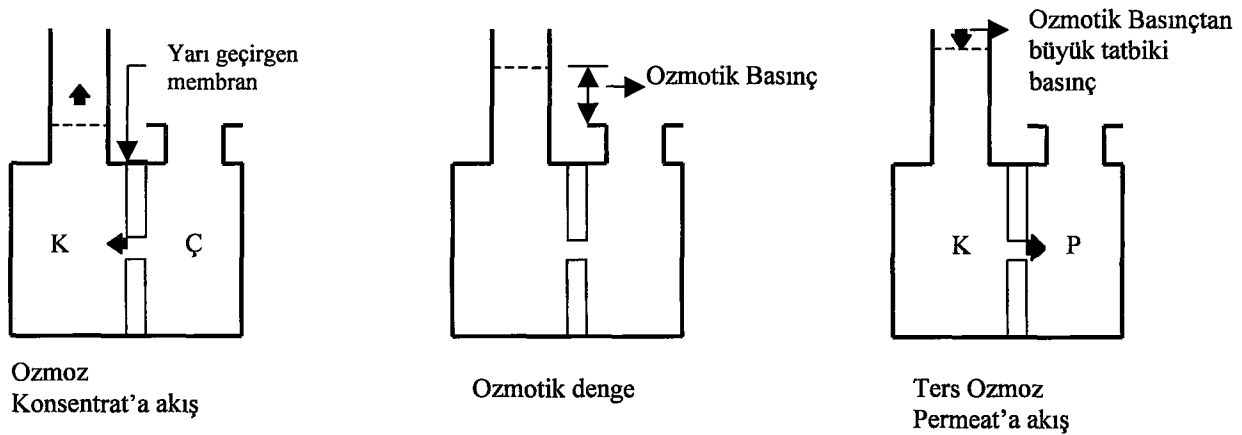 Yarı geçirgen
membran
K
Ç
Ozmoz
Konsentrat'a akış
Ozmotik Basınç
Ozmotik denge
Ozmotik Basınçtan
büyük tatbiki
basınç
K
P
Ters Ozmoz
Permeat'a akış